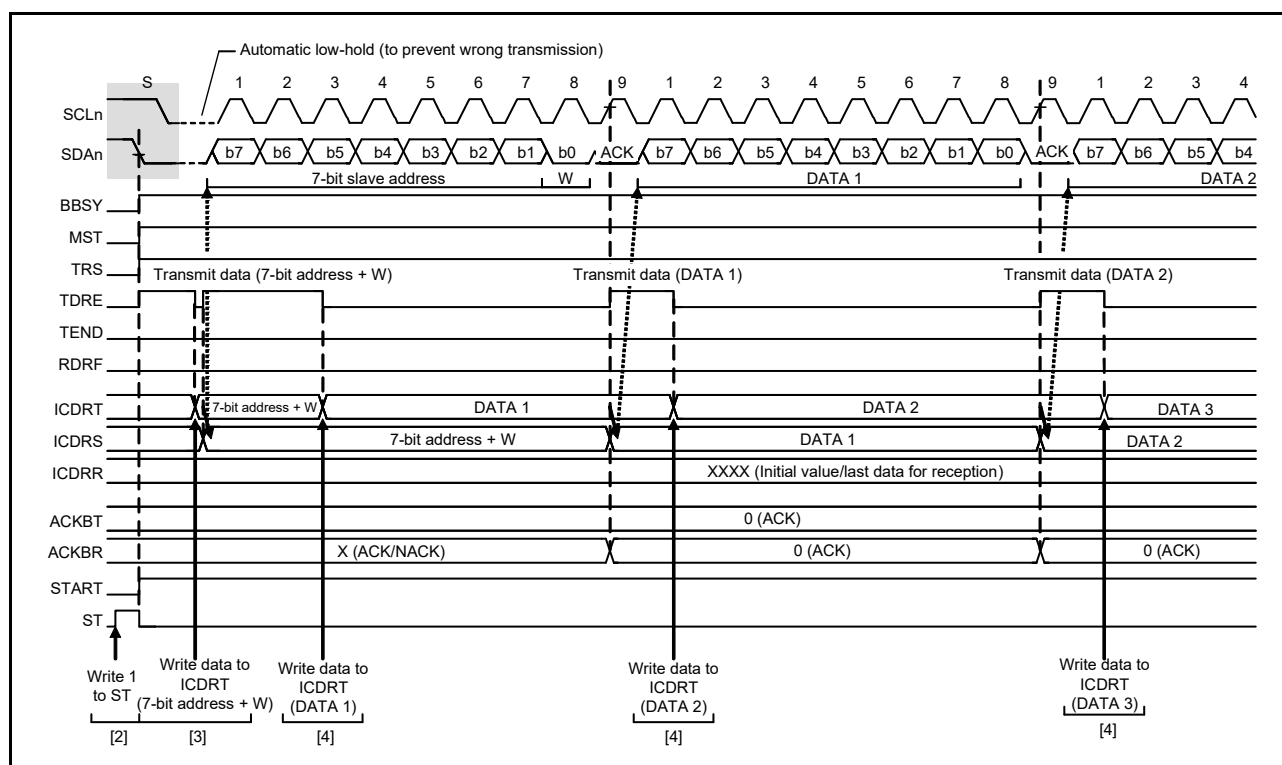 Automatic low-hold (to prevent wrong transmission)
S 1 2 3 4 5 6 7 8 9 1 2 3 4 5 6 7 8 9 1 2 3 4
SCLn
SDAn b7 b6 b5 b4 b3 b2 b1 b0 ACK b7 b6 b5 b4 b3 b2 b1 b0 ACK b7 b6 b5 b4
7-bit slave address W DATA 1 DATA 2
BBSY
MST
TRS
Transmit data (7-bit address + W) Transmit data (DATA 1) Transmit data (DATA 2)
TDRE
TEND
RDRF
ICDRT 7-bit address + W DATA 1 DATA 2 DATA 3
ICDRS 7-bit address + W DATA 1 DATA 2
ICDRR XXXX (Initial value/last data for reception)
ACKBT 0 (ACK)
ACKBR X (ACK/NACK) 0 (ACK) 0 (ACK)
START
ST
Write 1
to ST
[2]
Write data to
ICDRT
(7-bit address + W)
[3]
Write data to
ICDRT
(DATA 1)
[4]
Write data to
ICDRT
(DATA 2)
[4]
Write data to
ICDRT
(DATA 3)
[4]